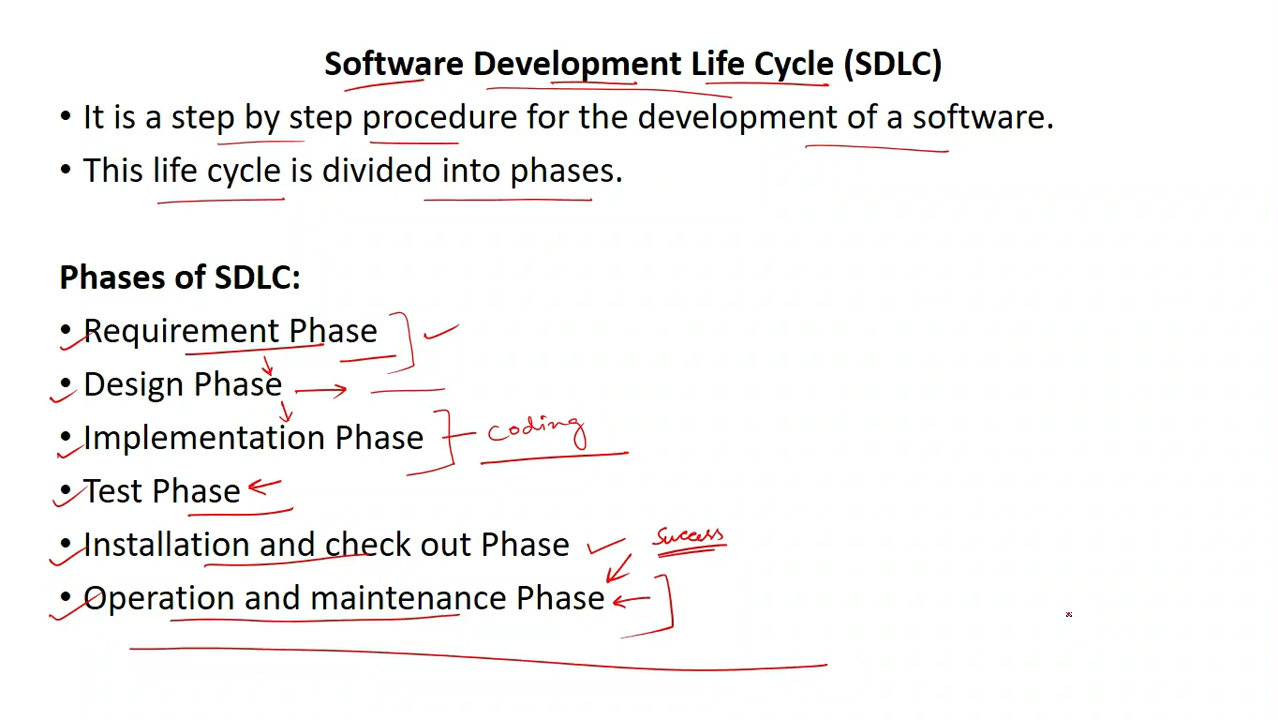 Software Development Life Cycle (SDLC)
• It is a step by step procedure for the development of a software.
• This life cycle is divided into phases.
Phases of SDLC:
• Requirement Phase
• Design Phase
• Implementation Phase coding
• Test Phase
• Installation and check out Phase success
• Operation and maintenance Phase